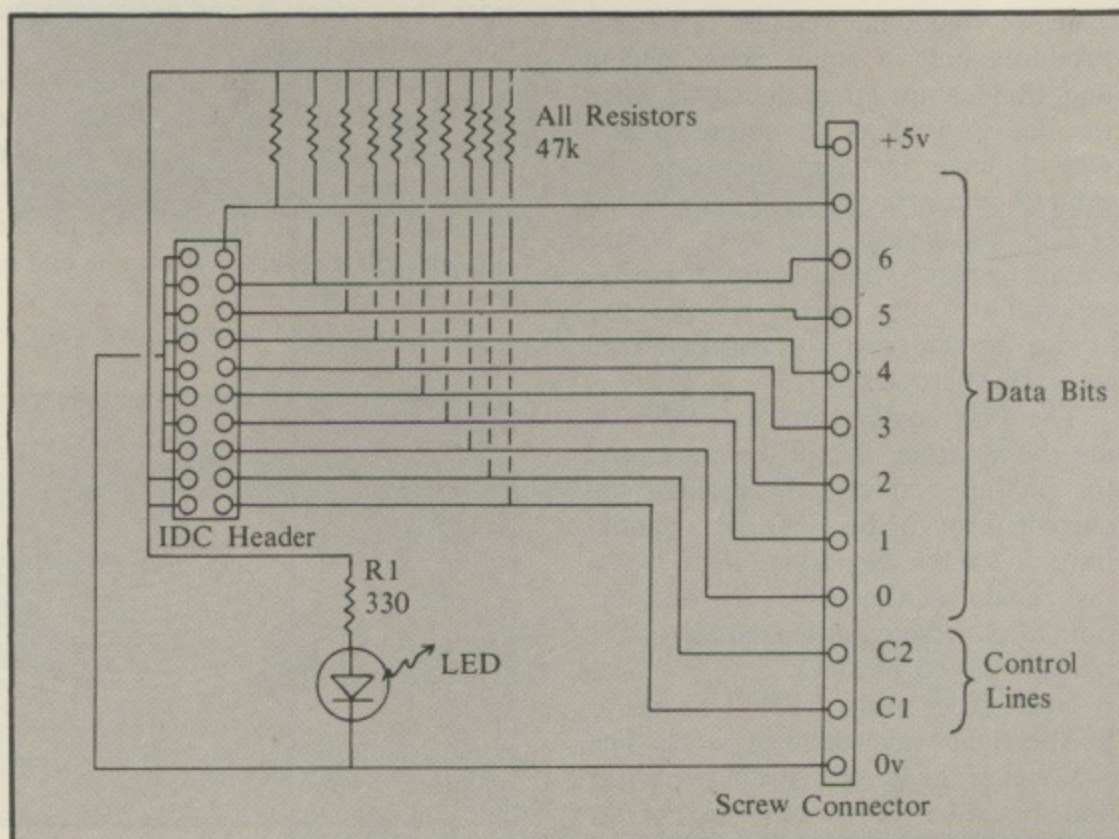 All Resistors
47k
+5v
6
5
4
3
2
1
0
C2
C1
0v
Data Bits
Control
Lines
IDC Header
R1
330
LED
Screw Connector